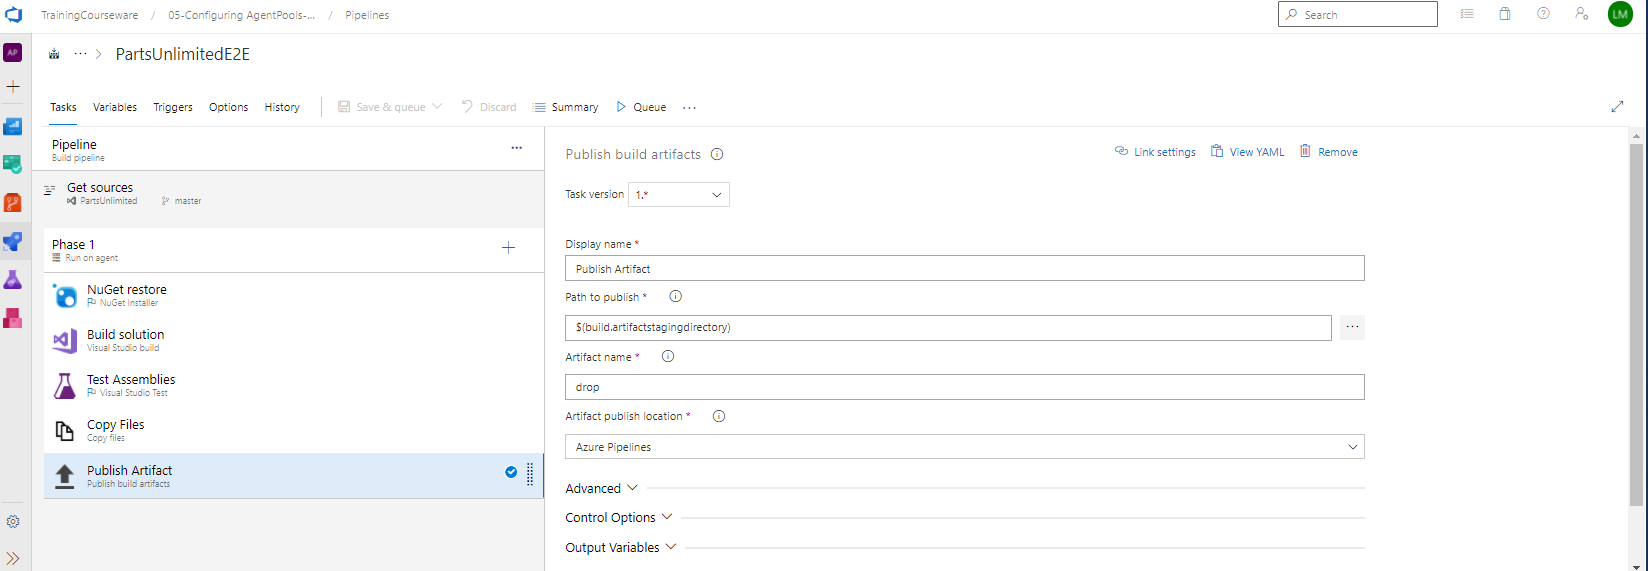 TrainingCourseware / 05-Configuring AgentPools-... / Pipelines
Search
LM
AP
... > PartsUnlimitedE2E
Tasks Variables Triggers Options History Save & queue Discard Summary Queue ...
Pipeline
Build pipeline
...
Get sources
PartsUnlimited master
Phase 1
Run on agent
NuGet restore
NuGet Installer
Build solution
Visual Studio build
Test Assemblies
Visual Studio Test
Copy Files
Copy files
Publish Artifact
Publish build artifacts
Publish build artifacts
Link settings View YAML Remove
Task version 1.*
Display name *
Publish Artifact
Path to publish *
$(build.artifactstagingdirectory)
...
Artifact name *
drop
Artifact publish location *
Azure Pipelines
Advanced
Control Options
Output Variables